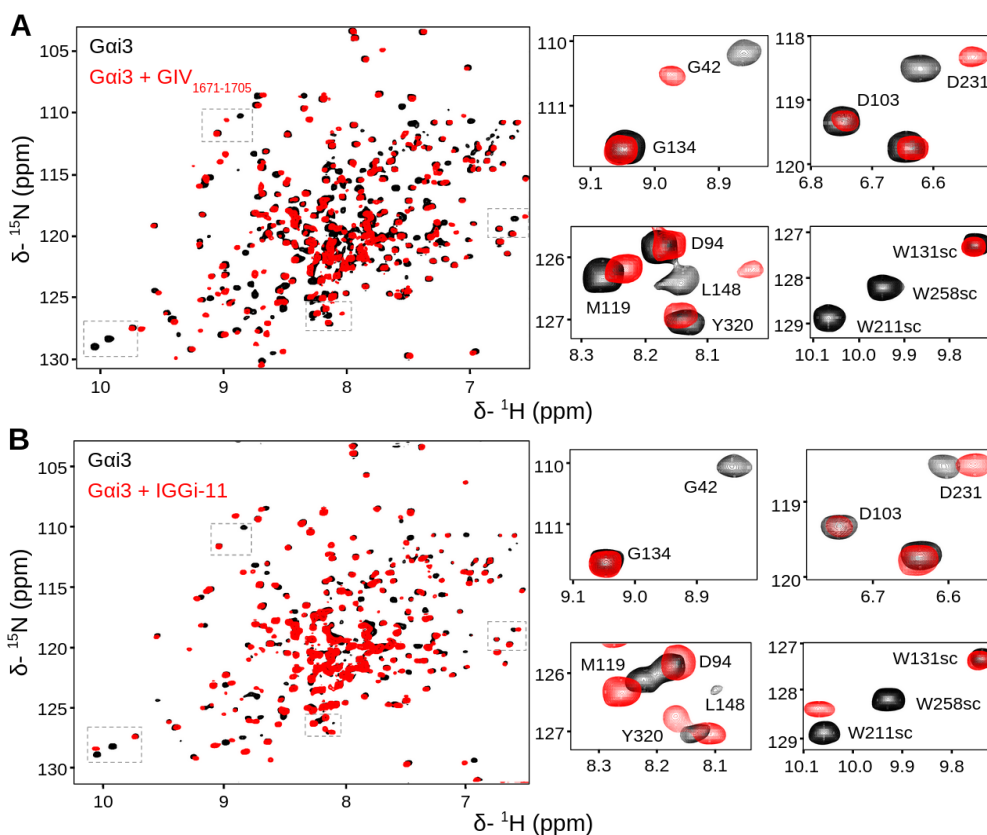 A
Gαi3
Gαi3 + GIV1671-1705
105
110
115
120
125
130
10
9
8
7
δ- 15N (ppm)
δ- 1H (ppm)
110
111
9.1
9.0
8.9
G42
G134
118
119
120
6.8
6.7
6.6
D231
D103
126
127
8.3
8.2
8.1
D94
M119
L148
Y320
127
128
129
10.1
10.0
9.9
9.8
W131sc
W258sc
W211sc
B
Gαi3
Gαi3 + IGGi-11
105
110
115
120
125
130
10
9
8
7
δ- 15N (ppm)
δ- 1H (ppm)
110
111
9.1
9.0
8.9
G42
G134
119
120
6.7
6.6
D231
D103
126
127
8.3
8.2
8.1
M119
D94
L148
Y320
127
128
129
10.1
10.0
9.9
9.8
W131sc
W258sc
W211sc